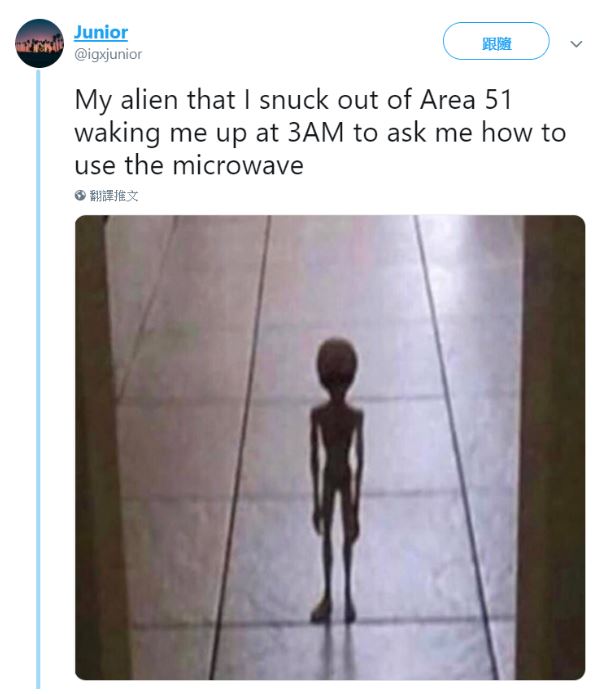 Junior
@igxjunior
跟隨
My alien that I snuck out of Area 51
waking me up at 3AM to ask me how to
use the microwave
翻譯推文